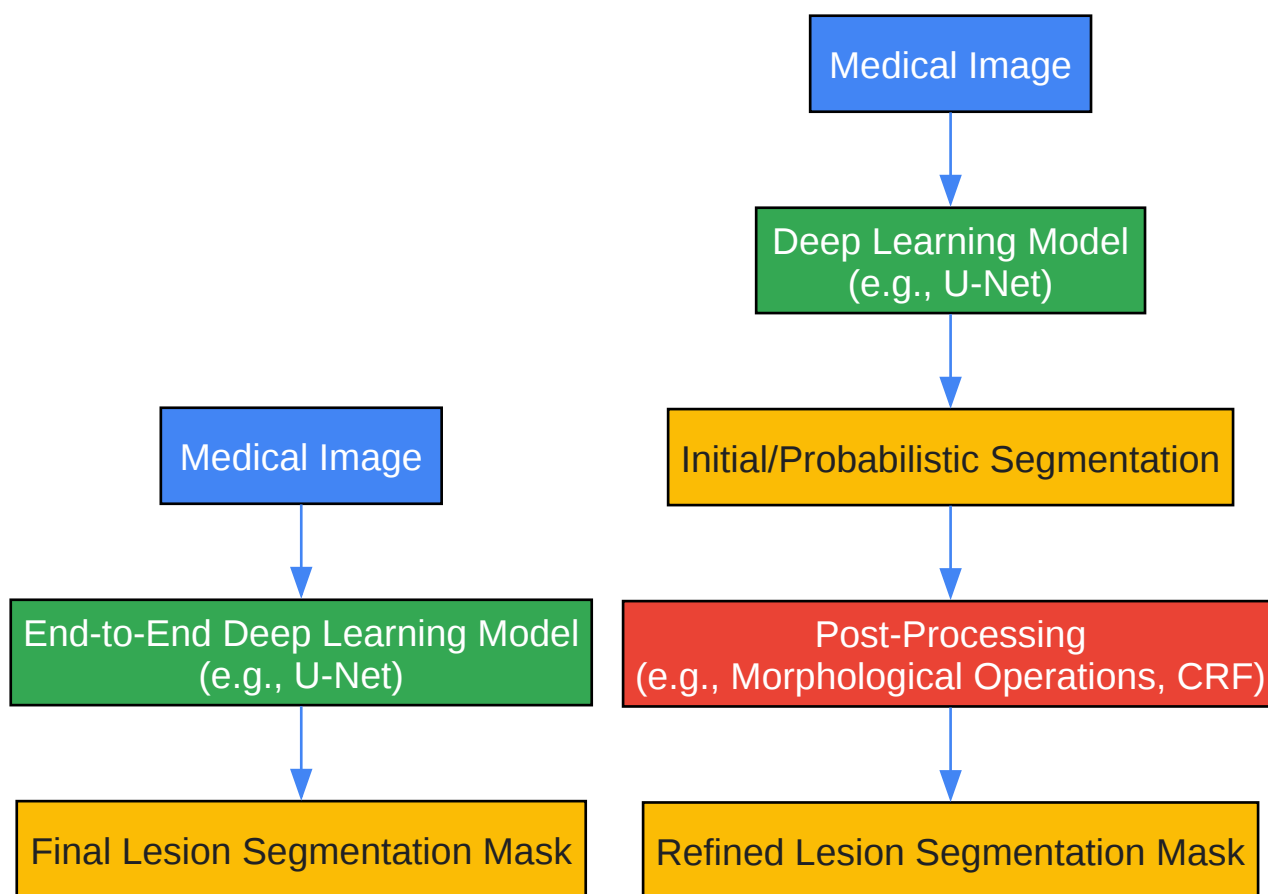 Medical Image
End-to-End Deep Learning Model
(e.g., U-Net)
Final Lesion Segmentation Mask
Medical Image
Deep Learning Model
(e.g., U-Net)
Initial/Probabilistic Segmentation
Post-Processing
(e.g., Morphological Operations, CRF)
Refined Lesion Segmentation Mask